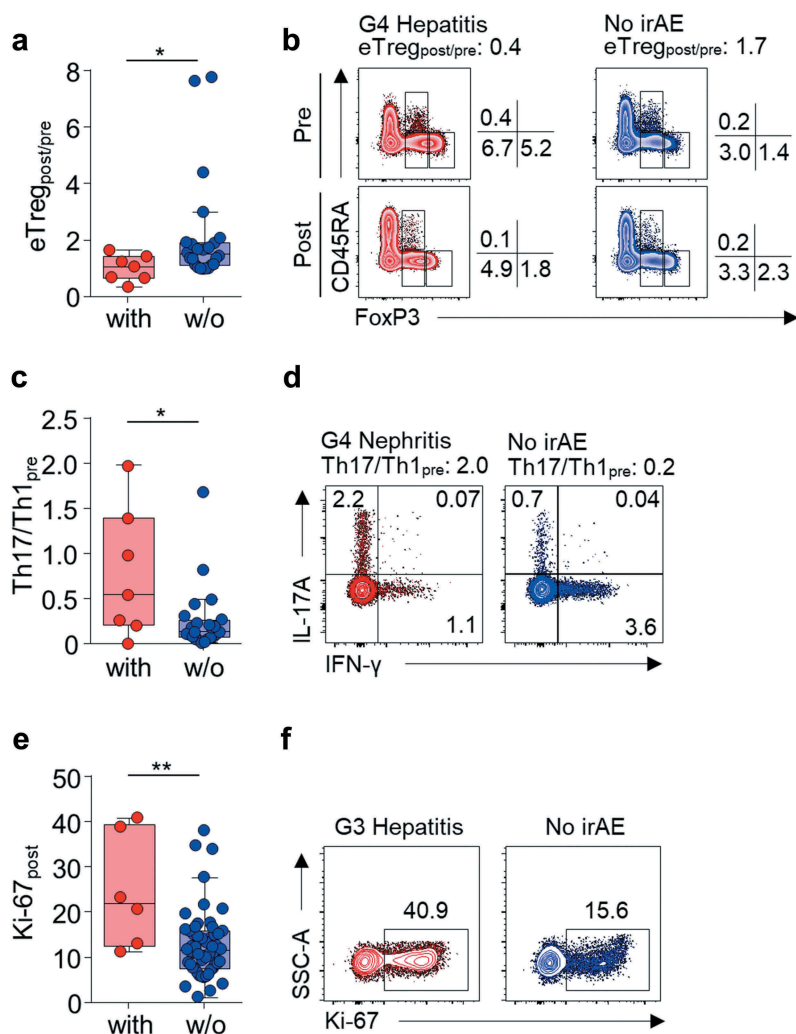 a
*
8
6
4
2
0
eTregpost/pre
with w/o
b
G4 Hepatitis
eTregpost/pre: 0.4
No irAE
eTregpost/pre: 1.7
Pre
0.4
6.7 5.2
0.2
3.0 1.4
Post
0.1
4.9 1.8
0.2
3.3 2.3
CD45RA
FoxP3
c
*
2.5
2.0
1.5
1.0
0.5
0
Th17/Th1pre
with w/o
d
G4 Nephritis
Th17/Th1pre: 2.0
No irAE
Th17/Th1pre: 0.2
2.2 0.07
1.1
0.7 0.04
3.6
IL-17A
IFN-γ
e
**
50
40
30
20
10
0
Ki-67post
with w/o
f
G3 Hepatitis
No irAE
40.9
15.6
SSC-A
Ki-67